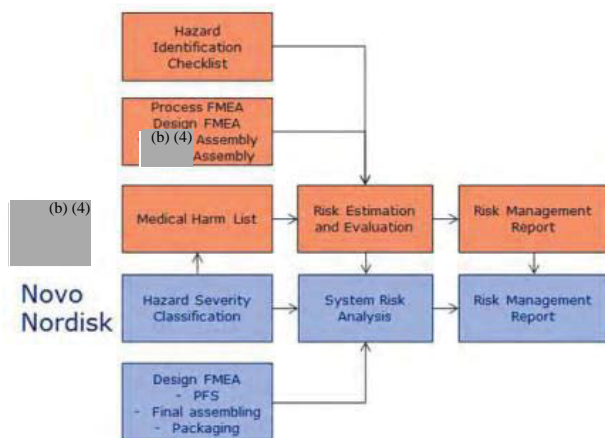 Hazard
Identification
Checklist
Process FMEA
Design FMEA
(b) (4) Assembly
Assembly
(b) (4)
Medical Harm List
Risk Estimation
and Evaluation
Risk Management
Report
Novo
Nordisk
Hazard Severity
Classification
System Risk
Analysis
Risk Management
Report
Design FMEA
- PFS
- Final assembling
- Packaging